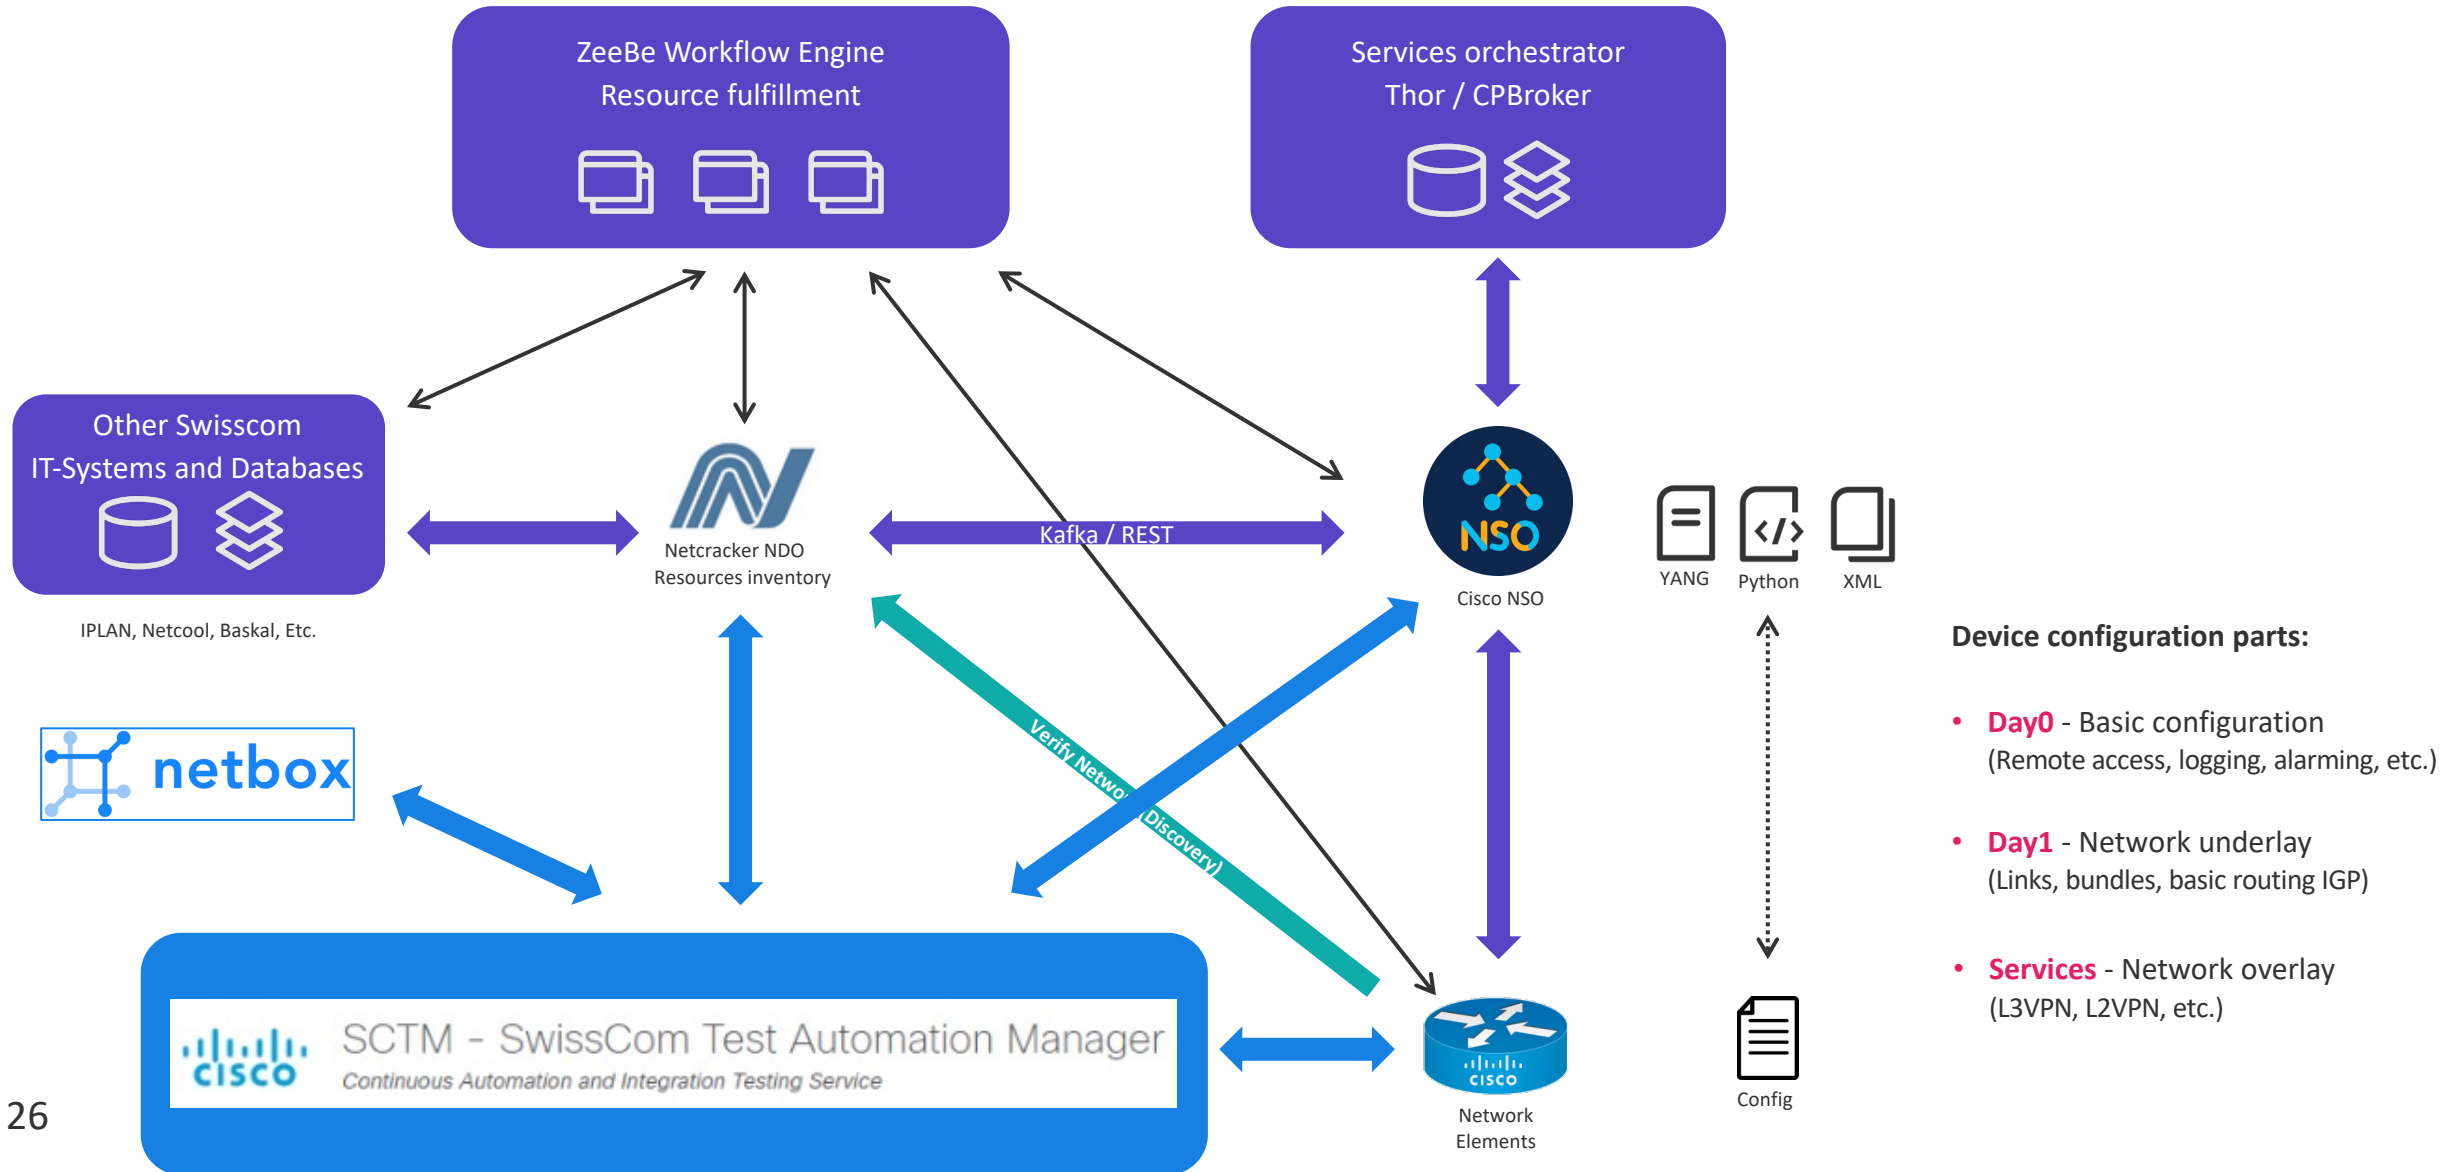 ZeeBe Workflow Engine
Resource fulfillment
Services orchestrator
Thor / CPBroker
Other Swisscom
IT-Systems and Databases
IPLAN, Netcool, Baskal, Etc.
Netcracker NDO
Resources inventory
Kafka / REST
NSO
Cisco NSO
YANG
Python
XML
netbox
Verify Networ
(Discovery)
Device configuration parts:
• Day0 - Basic configuration
(Remote access, logging, alarming, etc.)
• Day1 - Network underlay
(Links, bundles, basic routing IGP)
• Services - Network overlay
(L3VPN, L2VPN, etc.)
CISCO
SCTM - SwissCom Test Automation Manager
Continuous Automation and Integration Testing Service
CISCO
Network
Elements
Config
26